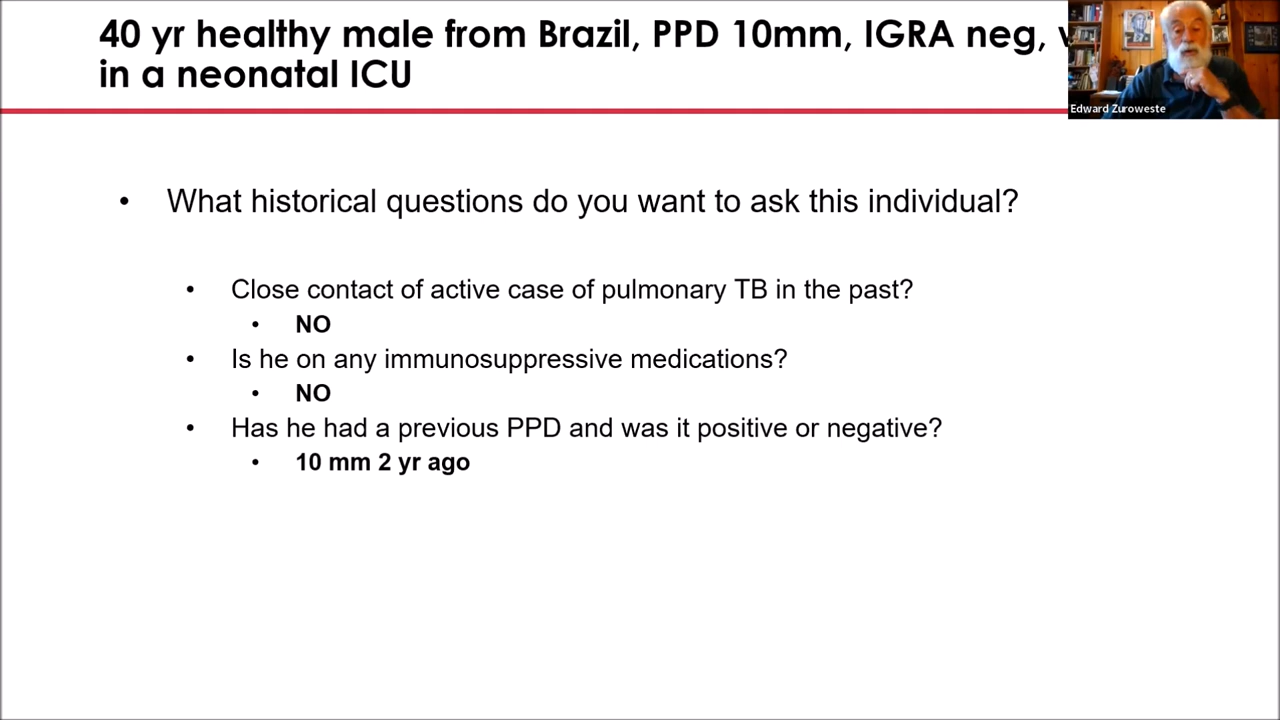 40 yr healthy male from Brazil, PPD 10mm, IGRA neg,
in a neonatal ICU
Edward Zuroweste
• What historical questions do you want to ask this individual?
• Close contact of active case of pulmonary TB in the past?
• NO
• Is he on any immunosuppressive medications?
• NO
• Has he had a previous PPD and was it positive or negative?
• 10 mm 2 yr ago